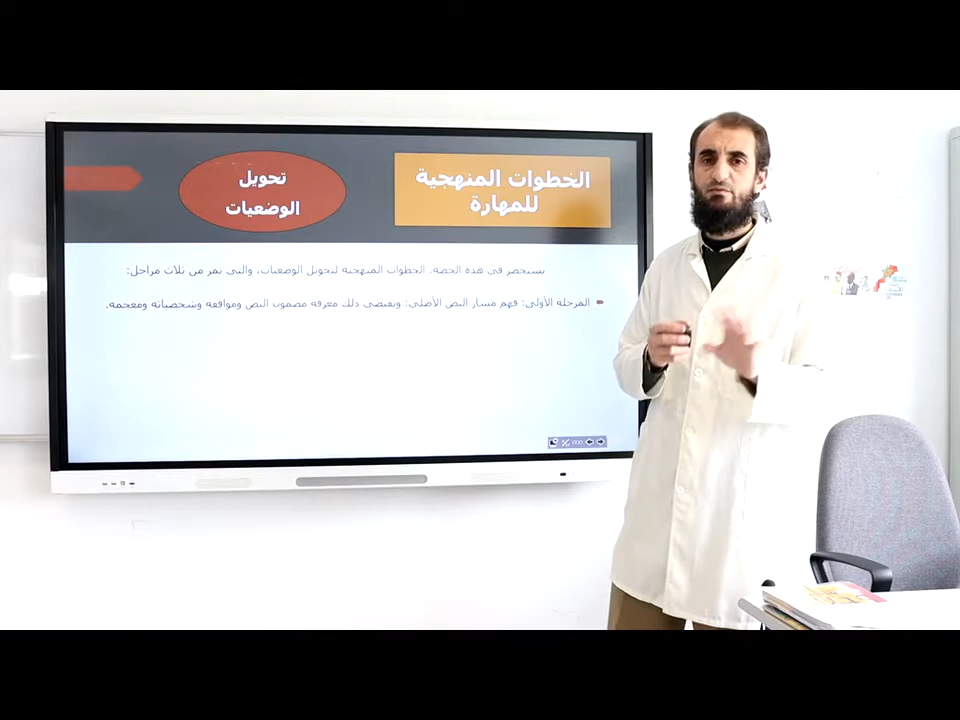 الخطوات المنهجية
للمهارة
تحويل
الوضعيات
نستحضر في هذه الحصة، الخطوات المنهجية لتحويل الوضعيات، والتي تمر من ثلاث مراحل:
المرحلة الأولى: فهم مسار النص الأصلي: ويقتضي ذلك معرفة مضمون النص ومواقفه وشخصياته ومعجمه.